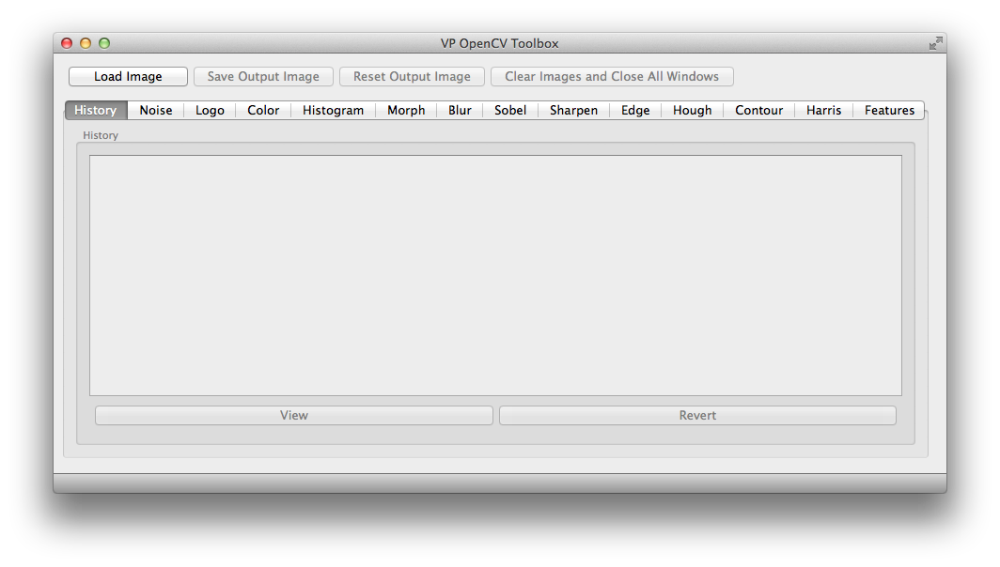 VP OpenCV Toolbox
Load Image Save Output Image Reset Output Image Clear Images and Close All Windows
History Noise Logo Color Histogram Morph Blur Sobel Sharpen Edge Hough Contour Harris Features
History
View Revert